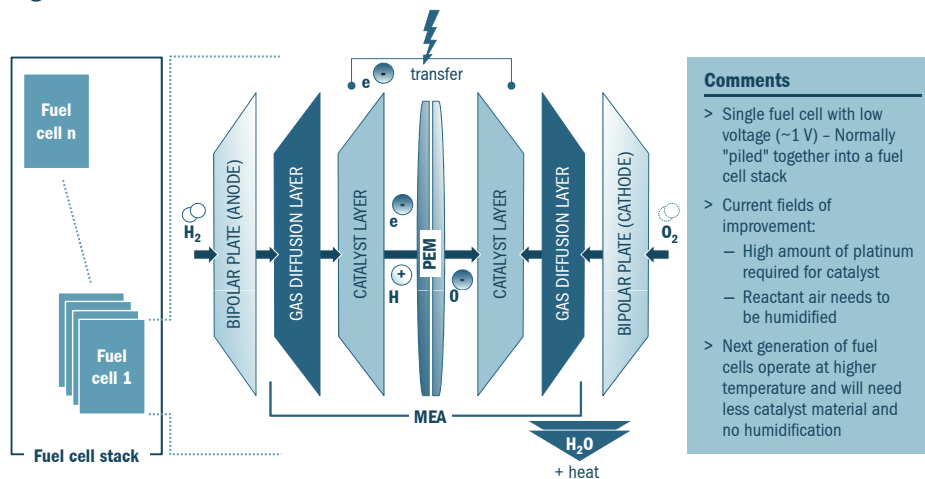 transfer
e -
Fuel
cell n
Fuel
cell 1
Fuel cell stack
H2
BIPOLAR PLATE (ANODE)
GAS DIFFUSION LAYER
CATALYST LAYER
e -
+
H
PEM
-
O
CATALYST LAYER
GAS DIFFUSION LAYER
BIPOLAR PLATE (CATHODE)
O2
MEA
H2O
+ heat
Comments
> Single fuel cell with low
voltage (~1 V) – Normally
"piled" together into a fuel
cell stack
> Current fields of
improvement:
– High amount of platinum
required for catalyst
– Reactant air needs to
be humidified
> Next generation of fuel
cells operate at higher
temperature and will need
less catalyst material and
no humidification